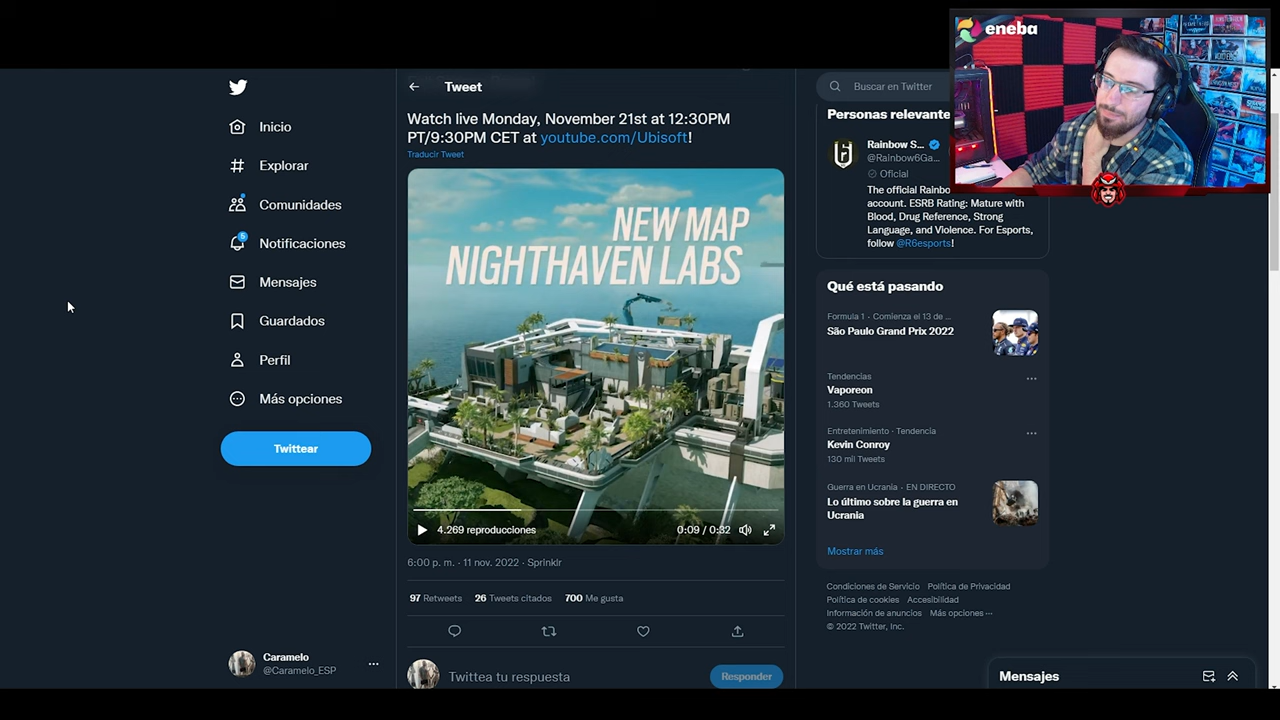 eneba
Inicio
Explorar
Comunidades
5
Notificaciones
Mensajes
Guardados
Perfil
Más opciones
Twittear
Caramelo
@Caramelo_ESP
Tweet
Watch live Monday, November 21st at 12:30PM
PT/9:30PM CET at youtube.com/Ubisoft!
Traducir Tweet
NEW MAP
NIGHTHAVEN LABS
4.269 reproducciones
0:09 / 0:32
6:00 p. m. · 11 nov. 2022 · Sprinklr
97 Retweets 26 Tweets citados 700 Me gusta
Twittea tu respuesta
Responder
Buscar en Twitter
Personas relevante
Rainbow S...
@Rainbow6Ga...
Oficial
The official Rainbo
account. ESRB Rating: Mature with
Blood, Drug Reference, Strong
Language, and Violence. For Esports,
follow @R6esports!
Qué está pasando
Formula 1 · Comienza el 13 de ...
São Paulo Grand Prix 2022
Tendencias
Vaporeon
1.360 Tweets
Entretenimiento · Tendencia
Kevin Conroy
130 mil Tweets
Guerra en Ucrania · EN DIRECTO
Lo último sobre la guerra en
Ucrania
Mostrar más
Condiciones de Servicio Política de Privacidad
Política de cookies Accesibilidad
Información de anuncios Más opciones ···
© 2022 Twitter, Inc.
Mensajes